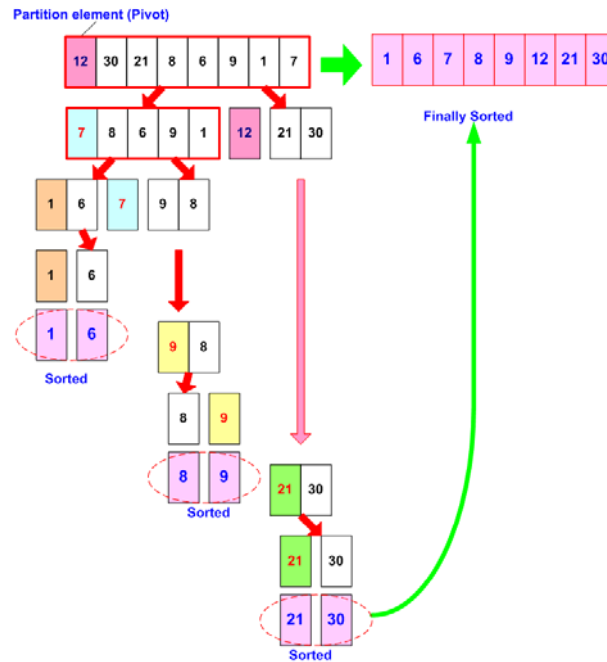 Partition element (Pivot)
12 30 21 8 6 9 1 7
1 6 7 8 9 12 21 30
Finally Sorted
7 8 6 9 1 12 21 30
1 6 7 9 8
1 6
1 6
Sorted
9 8
8 9
8 9
Sorted
21 30
21 30
21 30
Sorted